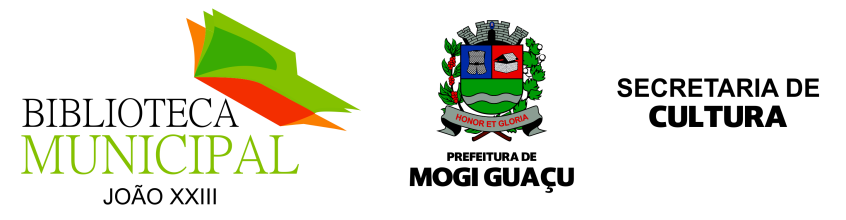 BIBLIOTECA
MUNICIPAL
JOÃO XXIII
HONOR ET GLORIA
PREFEITURA DE
MOGI GUAÇU
SECRETARIA DE
CULTURA